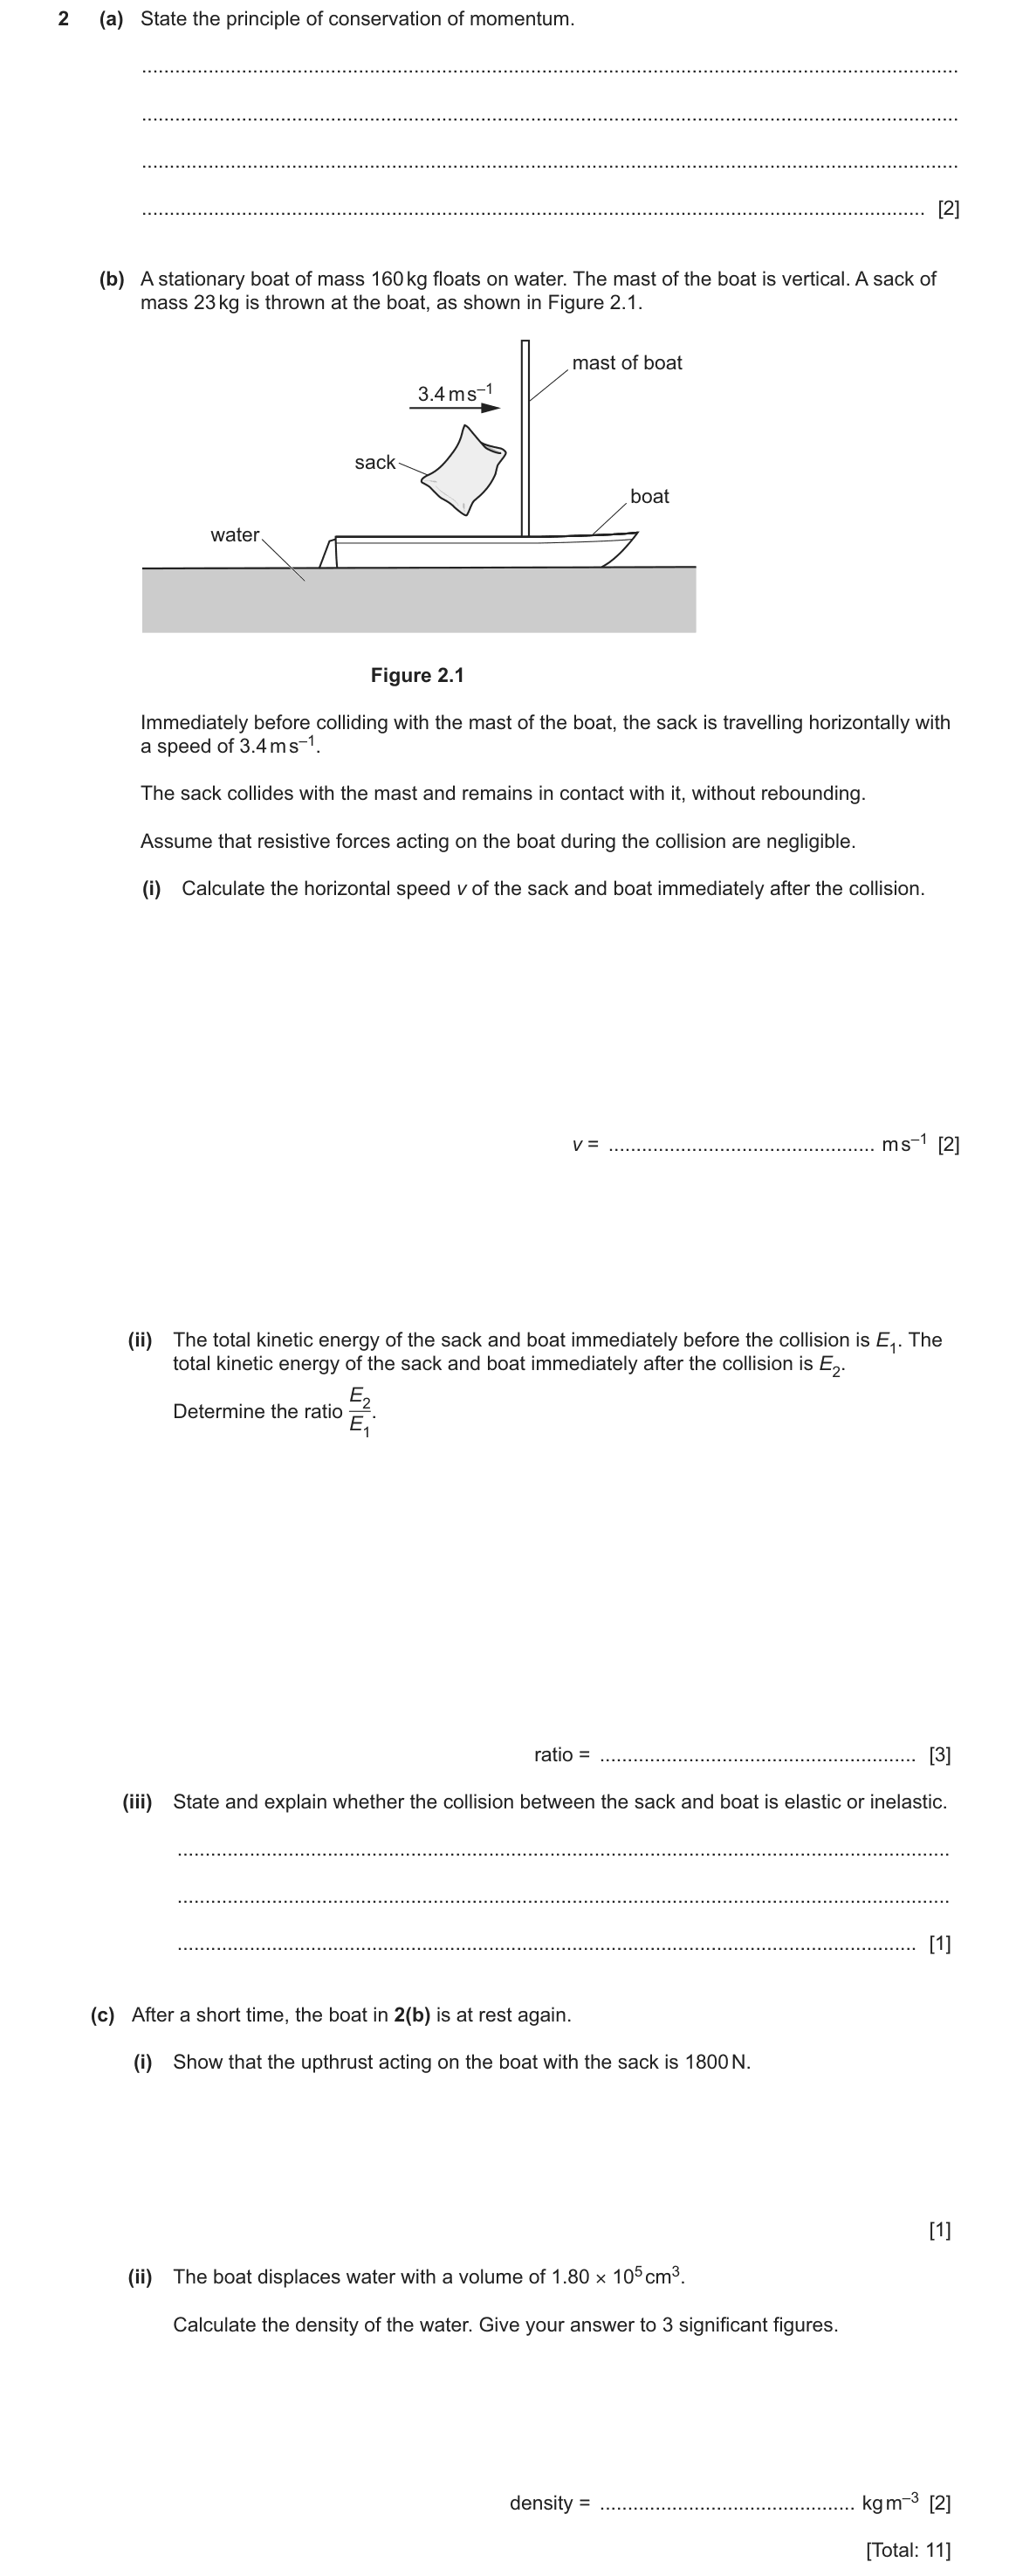 2 (a) State the principle of conservation of momentum.
..........................................................................................
..........................................................................................
..........................................................................................
.......................................................................................... [2]
(b) A stationary boat of mass 160 kg floats on water. The mast of the boat is vertical. A sack of
mass 23 kg is thrown at the boat, as shown in Figure 2.1.
mast of boat
3.4 m s⁻¹
sack
boat
water
Figure 2.1
Immediately before colliding with the mast of the boat, the sack is travelling horizontally with
a speed of 3.4 m s⁻¹.
The sack collides with the mast and remains in contact with it, without rebounding.
Assume that resistive forces acting on the boat during the collision are negligible.
(i) Calculate the horizontal speed v of the sack and boat immediately after the collision.
v = ................................................ m s⁻¹ [2]
(ii) The total kinetic energy of the sack and boat immediately before the collision is E₁. The
total kinetic energy of the sack and boat immediately after the collision is E₂.
Determine the ratio E₂/E₁.
ratio = ......................................................... [3]
(iii) State and explain whether the collision between the sack and boat is elastic or inelastic.
..........................................................................................
..........................................................................................
.......................................................................................... [1]
(c) After a short time, the boat in 2(b) is at rest again.
(i) Show that the upthrust acting on the boat with the sack is 1800 N.
[1]
(ii) The boat displaces water with a volume of 1.80 × 10⁵ cm³.
Calculate the density of the water. Give your answer to 3 significant figures.
density = .............................................. kg m⁻³ [2]
[Total: 11]